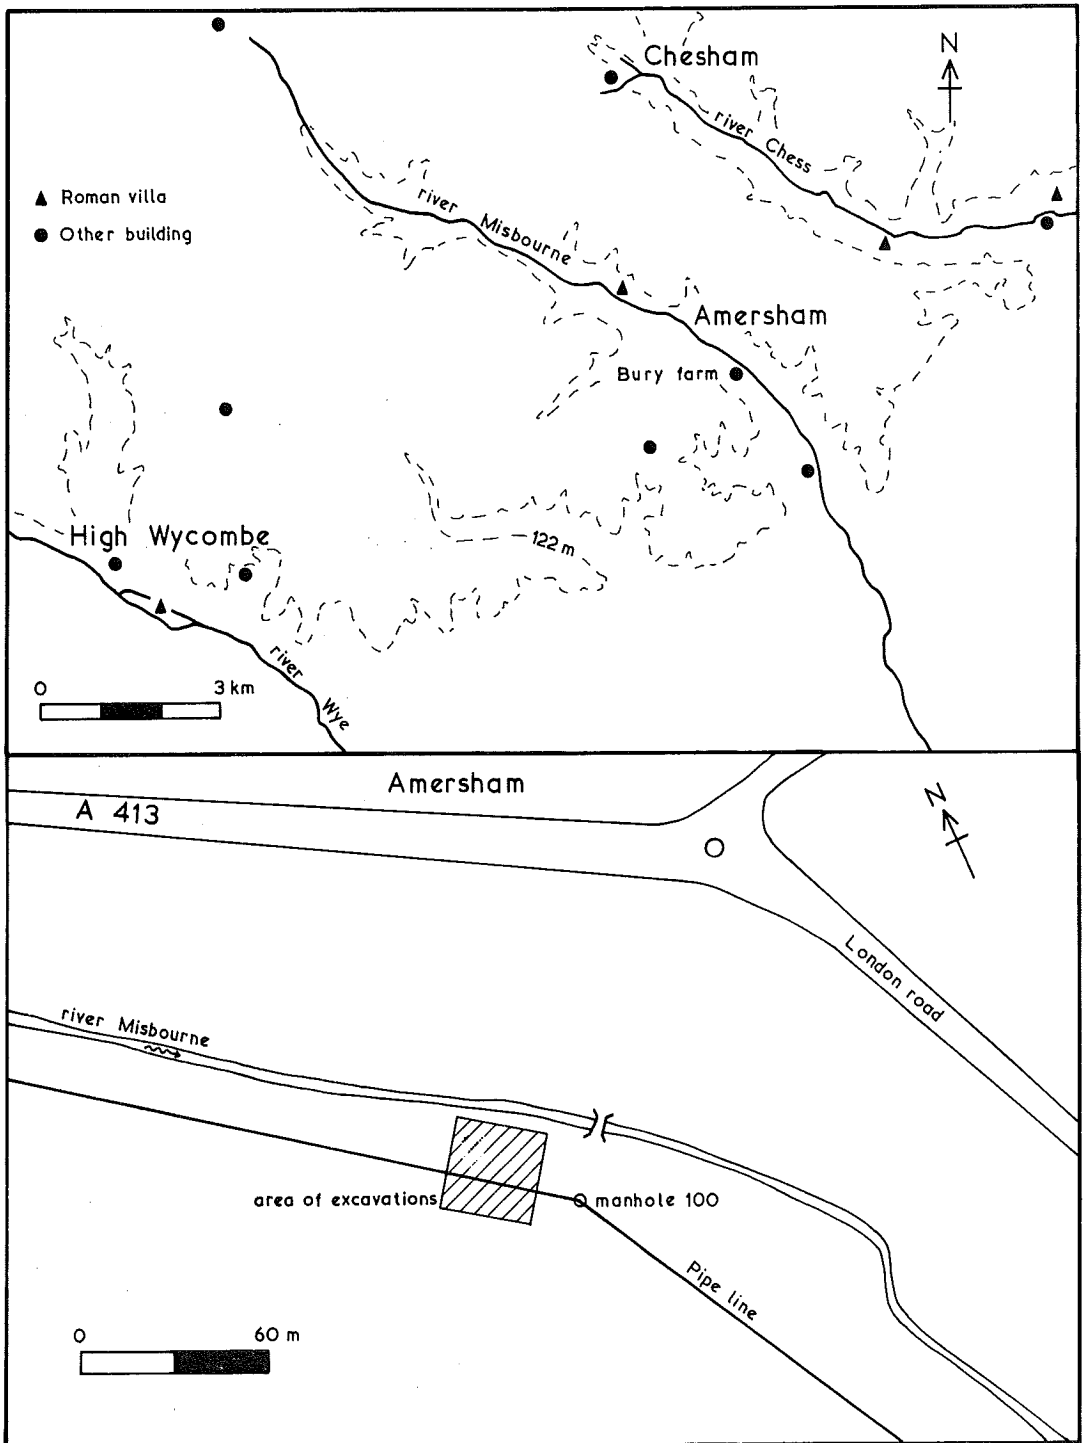 Chesham
N
river Chess
Roman villa
Other building
river Misbourne
Amersham
Bury farm
High Wycombe
122 m
river Wye
0 3 km
Amersham
A 413
N
London road
river Misbourne
area of excavations
manhole 100
Pipe line
0 60 m